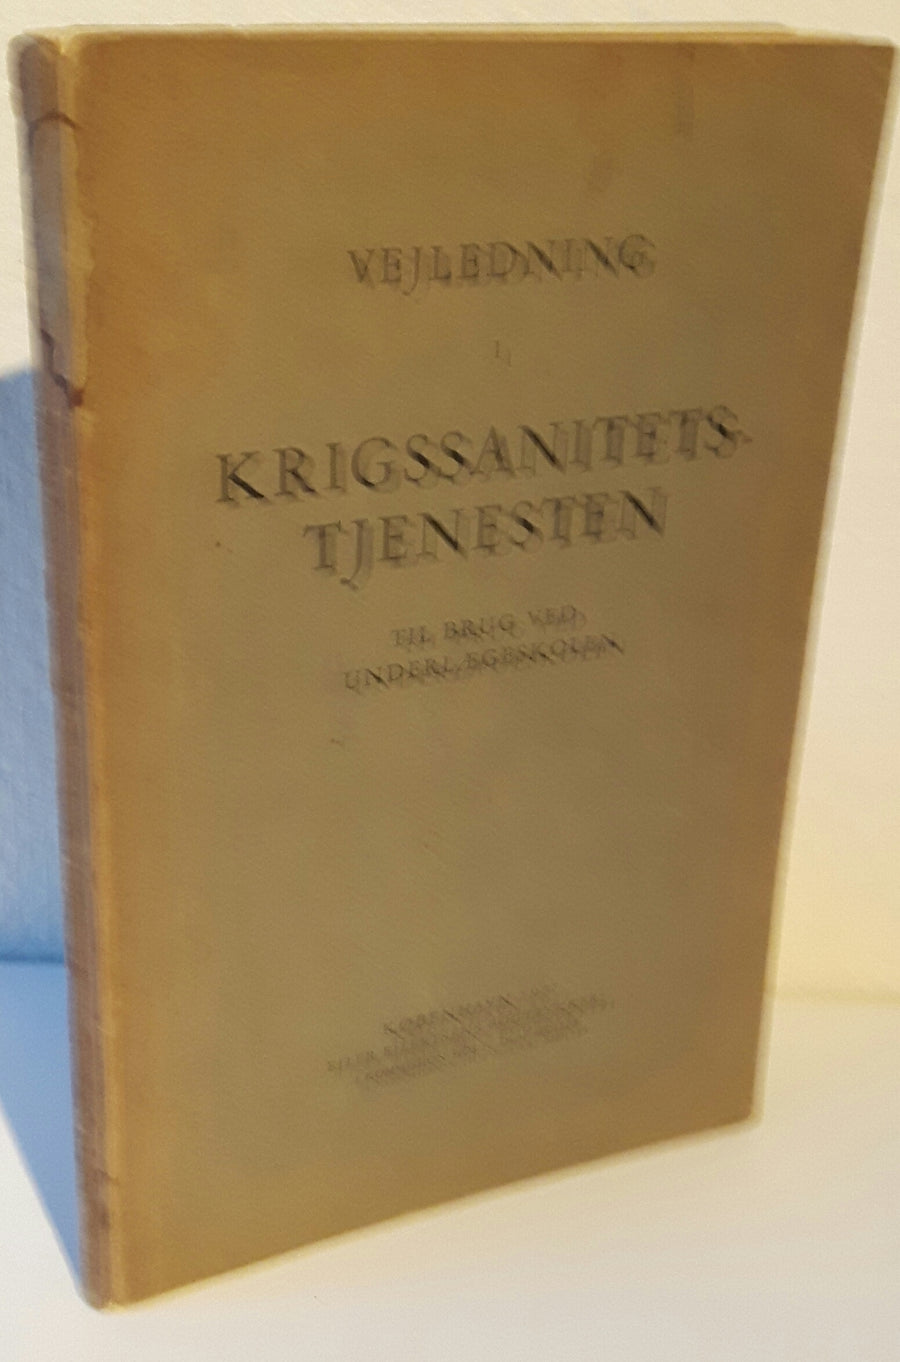 VEJLEDNING
I
KRIGSSANITETS-
TJENESTEN
TIL BRUG VED
UNDERLÆGESKOLEN
KØBENHAVN